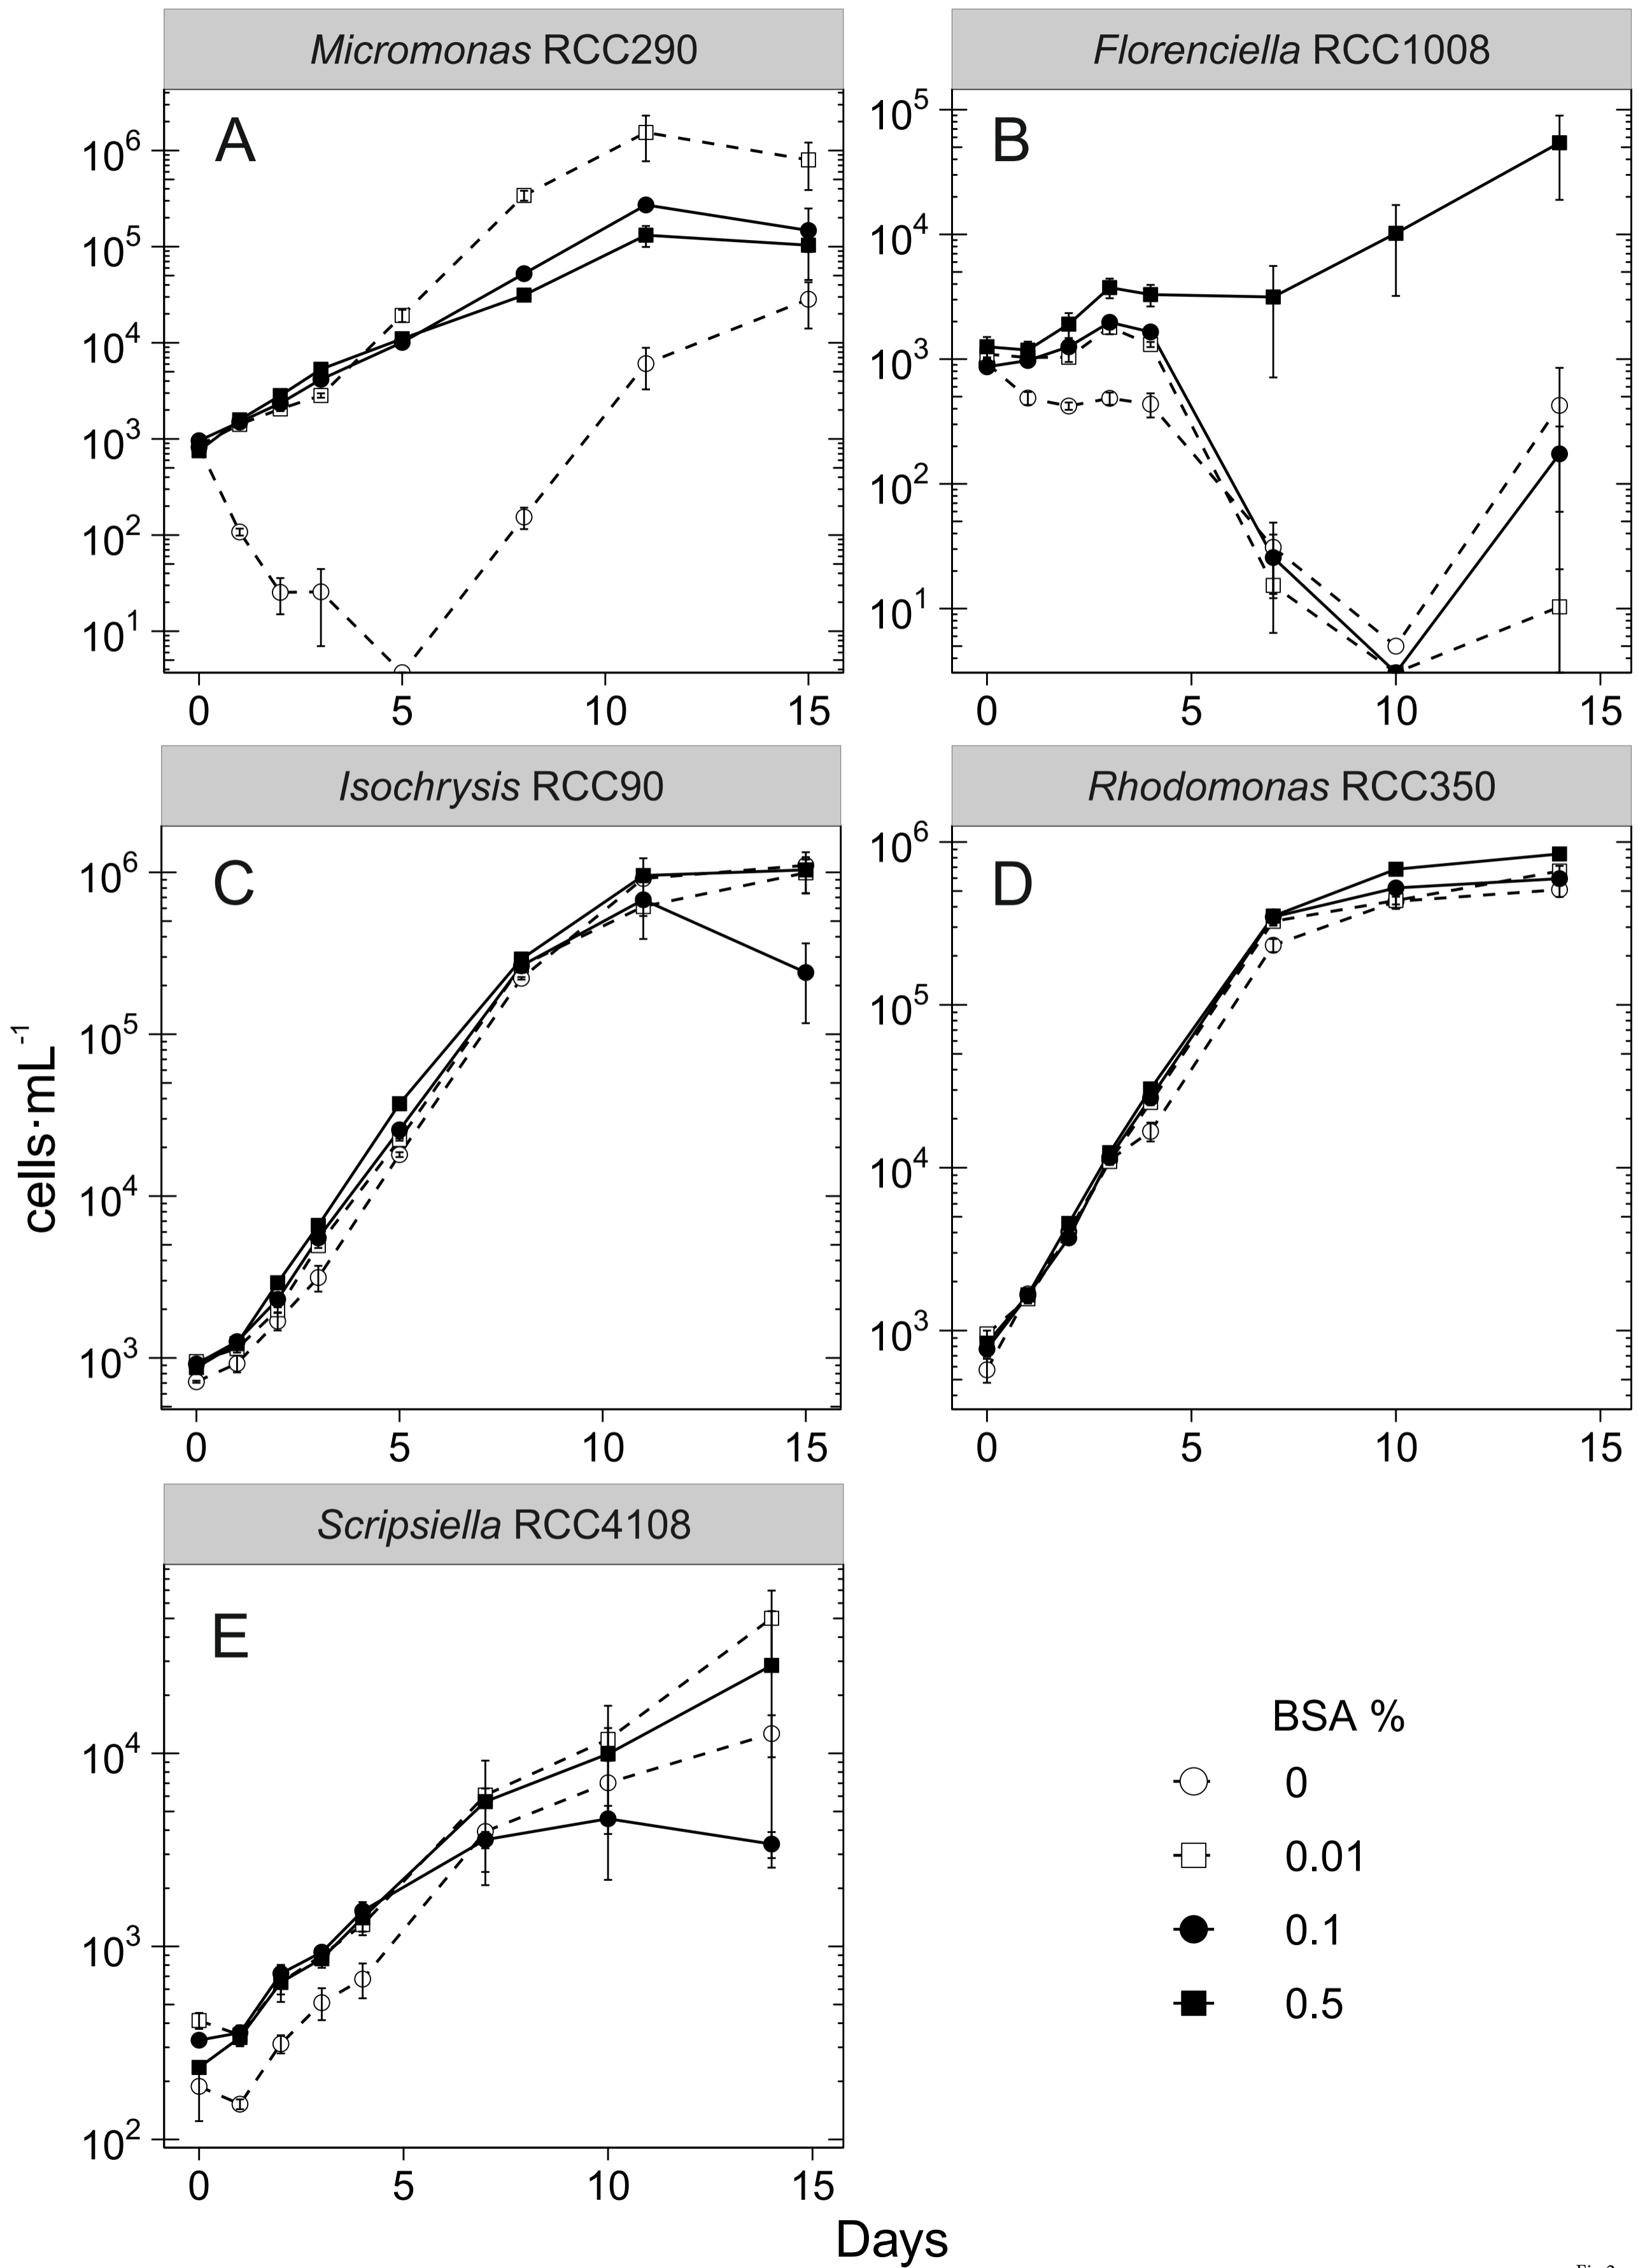 Micromonas RCC290
Florenciella RCC1008
A
10^6
10^5
10^4
10^3
10^2
10^1
0 5 10 15
B
10^5
10^4
10^3
10^2
10^1
0 5 10 15
Isochrysis RCC90
Rhodomonas RCC350
C
10^6
10^5
10^4
10^3
0 5 10 15
D
10^6
10^5
10^4
10^3
0 5 10 15
cells·mL^-1
Scripsiella RCC4108
E
10^4
10^3
10^2
0 5 10 15
Days
BSA %
0
0.01
0.1
0.5